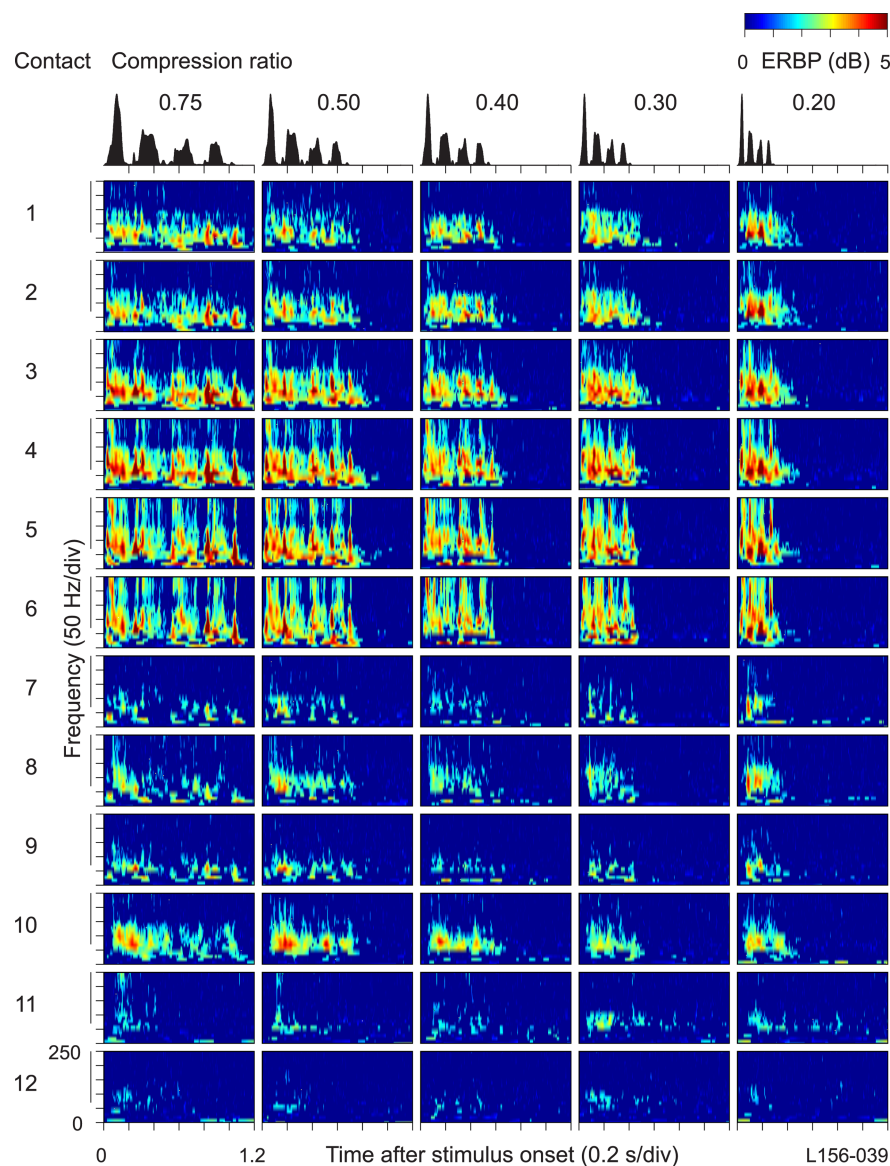 0 ERBP (dB) 5
Contact Compression ratio
0.75 0.50 0.40 0.30 0.20
1
2
3
4
5
6
7
8
9
10
11
12
Frequency (50 Hz/div)
250
0
0 1.2 Time after stimulus onset (0.2 s/div) L156-039